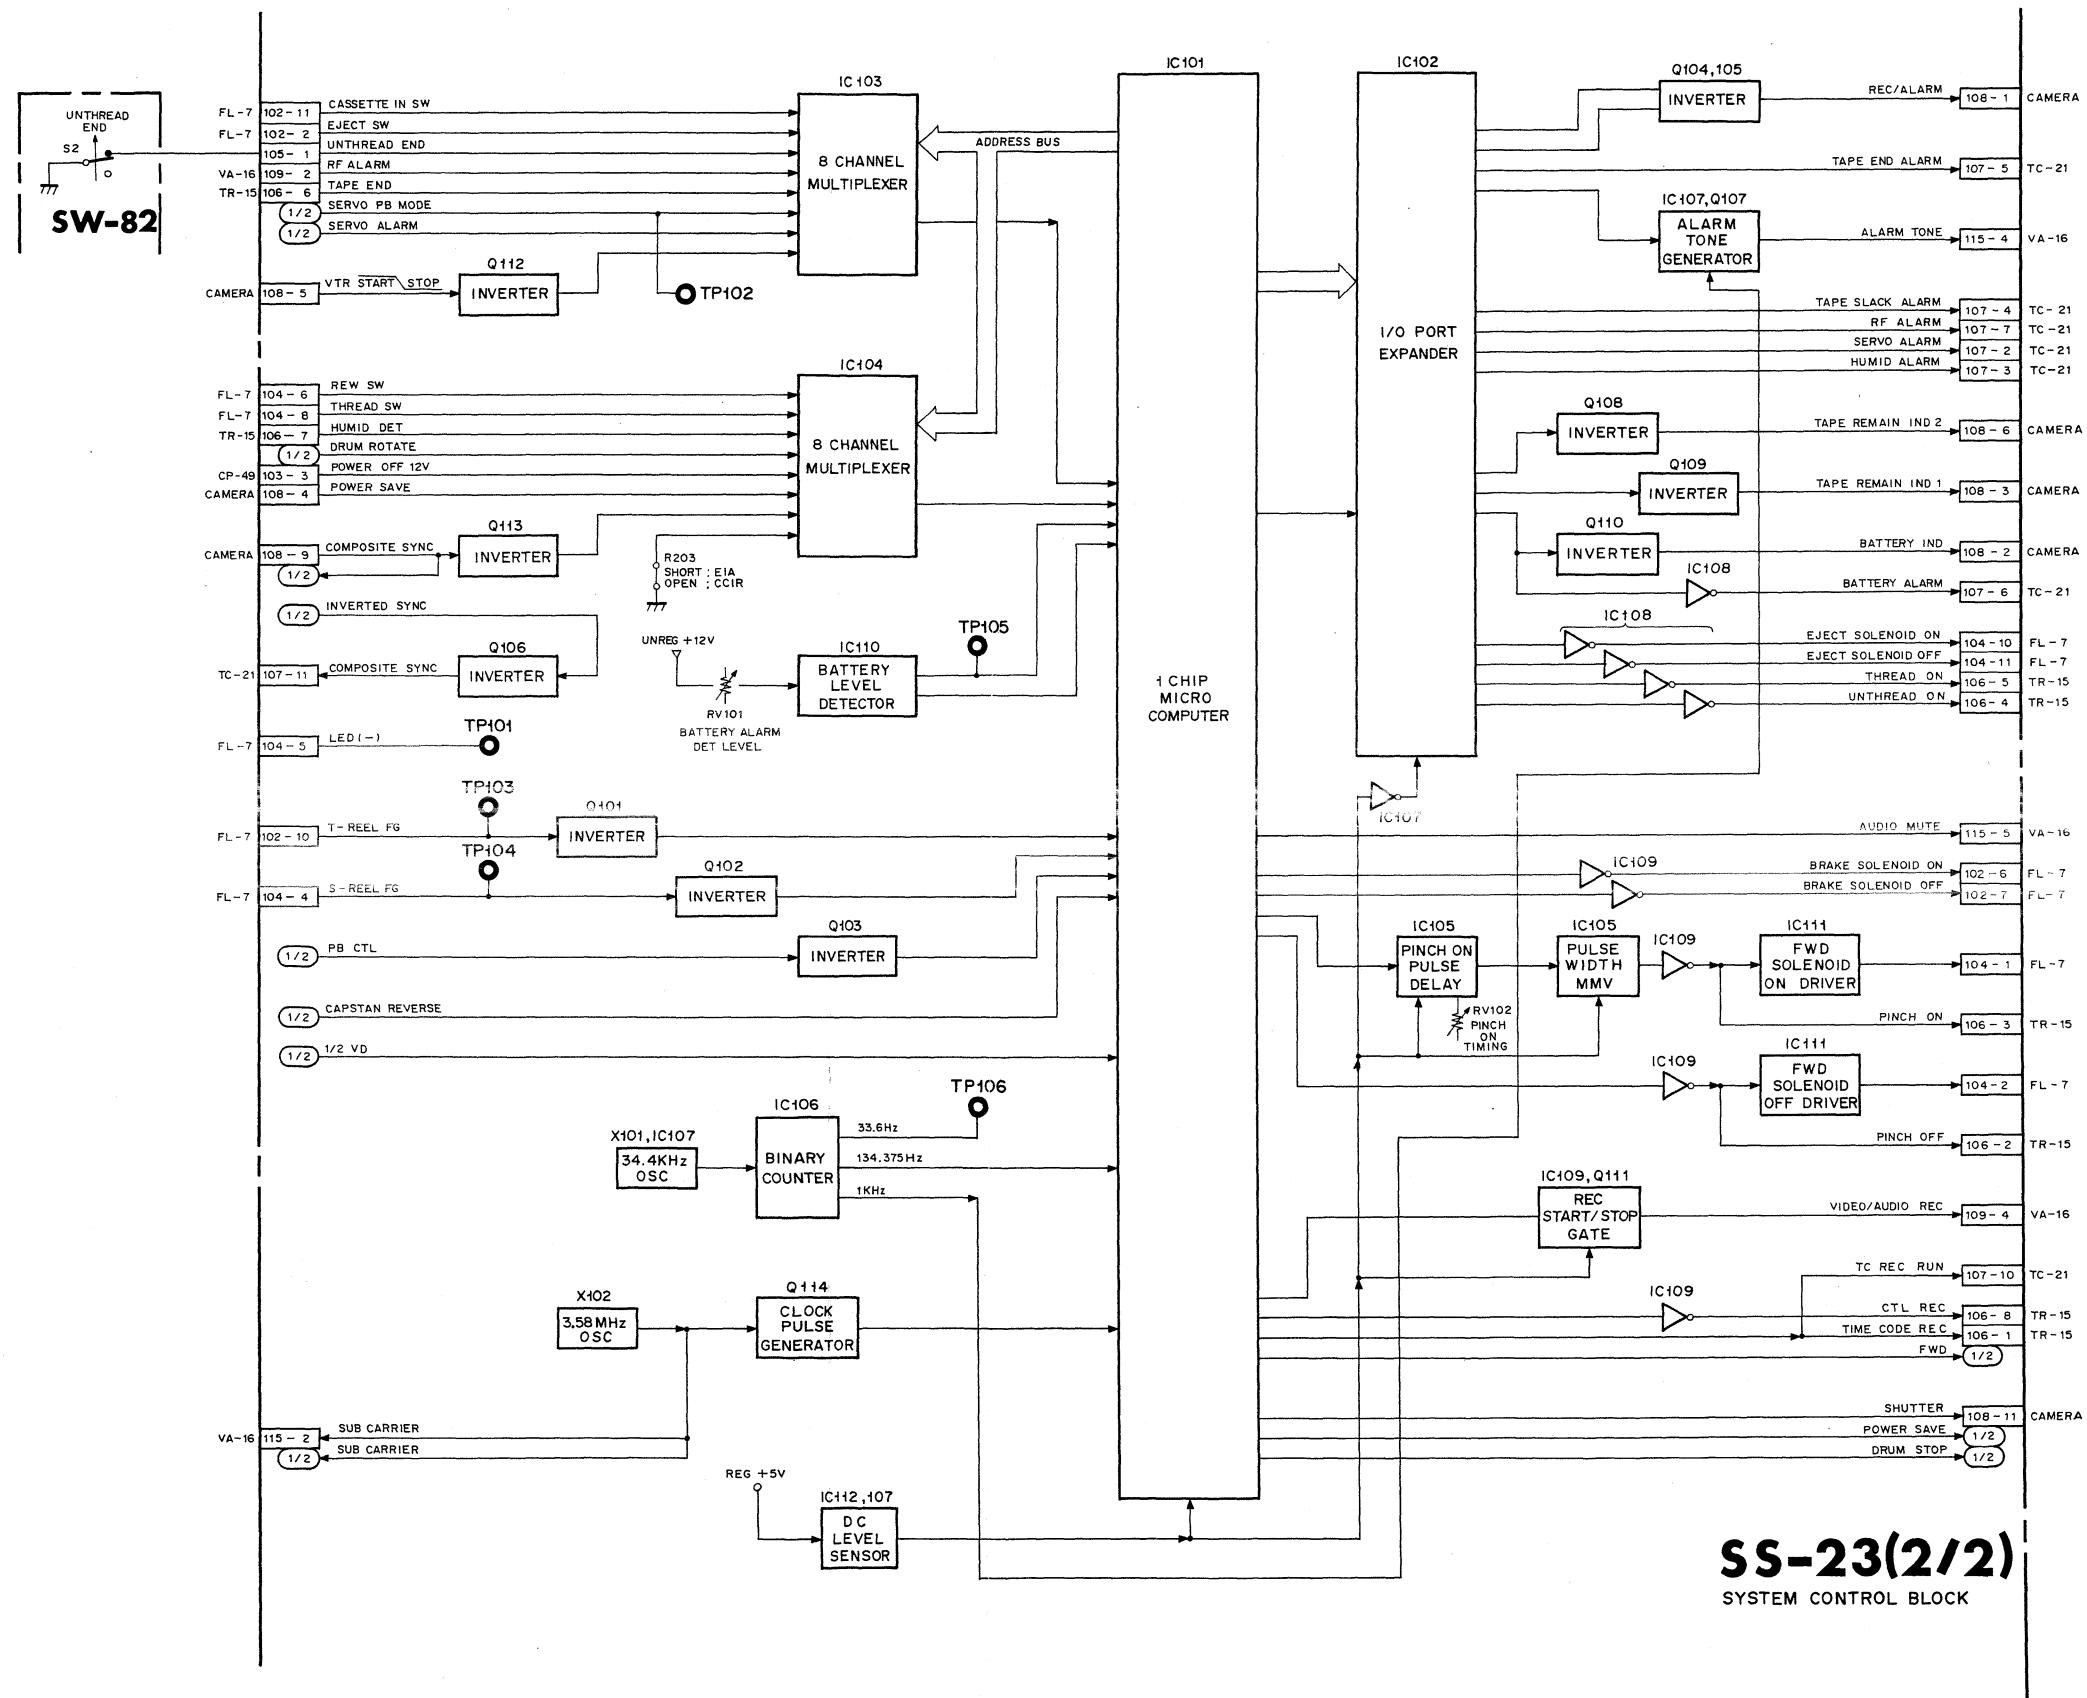 UNTHREAD
END
S2
SW-82
FL-7 102-11 CASSETTE IN SW
FL-7 102-2 EJECT SW
105-1 UNTHREAD END
VA-16 109-2 RF ALARM
TR-15 106-6 TAPE END
1/2 SERVO PB MODE
1/2 SERVO ALARM
CAMERA 108-5 VTR START STOP
Q112
INVERTER
TP102
IC103
8 CHANNEL
MULTIPLEXER
ADDRESS BUS
FL-7 104-6 REW SW
FL-7 104-8 THREAD SW
TR-15 106-7 HUMID DET
1/2 DRUM ROTATE
CP-49 103-3 POWER OFF 12V
CAMERA 108-4 POWER SAVE
IC104
8 CHANNEL
MULTIPLEXER
CAMERA 108-9 COMPOSITE SYNC
1/2
Q113
INVERTER
R203
SHORT : EIA
OPEN : CCIR
1/2 INVERTED SYNC
TC-21 107-11 COMPOSITE SYNC
Q106
INVERTER
UNREG +12V
RV101
BATTERY ALARM
DET LEVEL
IC110
BATTERY
LEVEL
DETECTOR
TP105
FL-7 104-5 LED(-)
TP101
TP103
FL-7 102-10 T-REEL FG
Q101
INVERTER
TP104
FL-7 104-4 S-REEL FG
Q102
INVERTER
1/2 PB CTL
Q103
INVERTER
1/2 CAPSTAN REVERSE
1/2 1/2 VD
X101,IC107
34.4KHz
OSC
IC106
BINARY
COUNTER
33.6Hz
134.375Hz
1KHz
TP106
X102
3.58MHz
OSC
Q114
CLOCK
PULSE
GENERATOR
VA-16 115-2 SUB CARRIER
1/2 SUB CARRIER
REG +5V
IC112,107
DC
LEVEL
SENSOR
IC101
1 CHIP
MICRO
COMPUTER
IC102
I/O PORT
EXPANDER
IC107
Q104,105
INVERTER
REC/ALARM 108-1 CAMERA
TAPE END ALARM 107-5 TC-21
IC107,Q107
ALARM
TONE
GENERATOR
ALARM TONE 115-4 VA-16
TAPE SLACK ALARM 107-4 TC-21
RF ALARM 107-7 TC-21
SERVO ALARM 107-2 TC-21
HUMID ALARM 107-3 TC-21
Q108
INVERTER
TAPE REMAIN IND 2 108-6 CAMERA
Q109
INVERTER
TAPE REMAIN IND 1 108-3 CAMERA
Q110
INVERTER
BATTERY IND 108-2 CAMERA
IC108
BATTERY ALARM 107-6 TC-21
IC108
EJECT SOLENOID ON 104-10 FL-7
EJECT SOLENOID OFF 104-11 FL-7
THREAD ON 106-5 TR-15
UNTHREAD ON 106-4 TR-15
AUDIO MUTE 115-5 VA-16
IC109
BRAKE SOLENOID ON 102-6 FL-7
BRAKE SOLENOID OFF 102-7 FL-7
IC105
PINCH ON
PULSE
DELAY
RV102
PINCH
ON
TIMING
IC105
PULSE
WIDTH
MMV
IC109
IC111
FWD
SOLENOID
ON DRIVER
104-1 FL-7
PINCH ON 106-3 TR-15
IC109
IC111
FWD
SOLENOID
OFF DRIVER
104-2 FL-7
PINCH OFF 106-2 TR-15
IC109,Q111
REC
START/STOP
GATE
VIDEO/AUDIO REC 109-4 VA-16
TC REC RUN 107-10 TC-21
IC109
CTL REC 106-8 TR-15
TIME CODE REC 106-1 TR-15
FWD 1/2
SHUTTER 108-11 CAMERA
POWER SAVE 1/2
DRUM STOP 1/2
SS-23(2/2)
SYSTEM CONTROL BLOCK